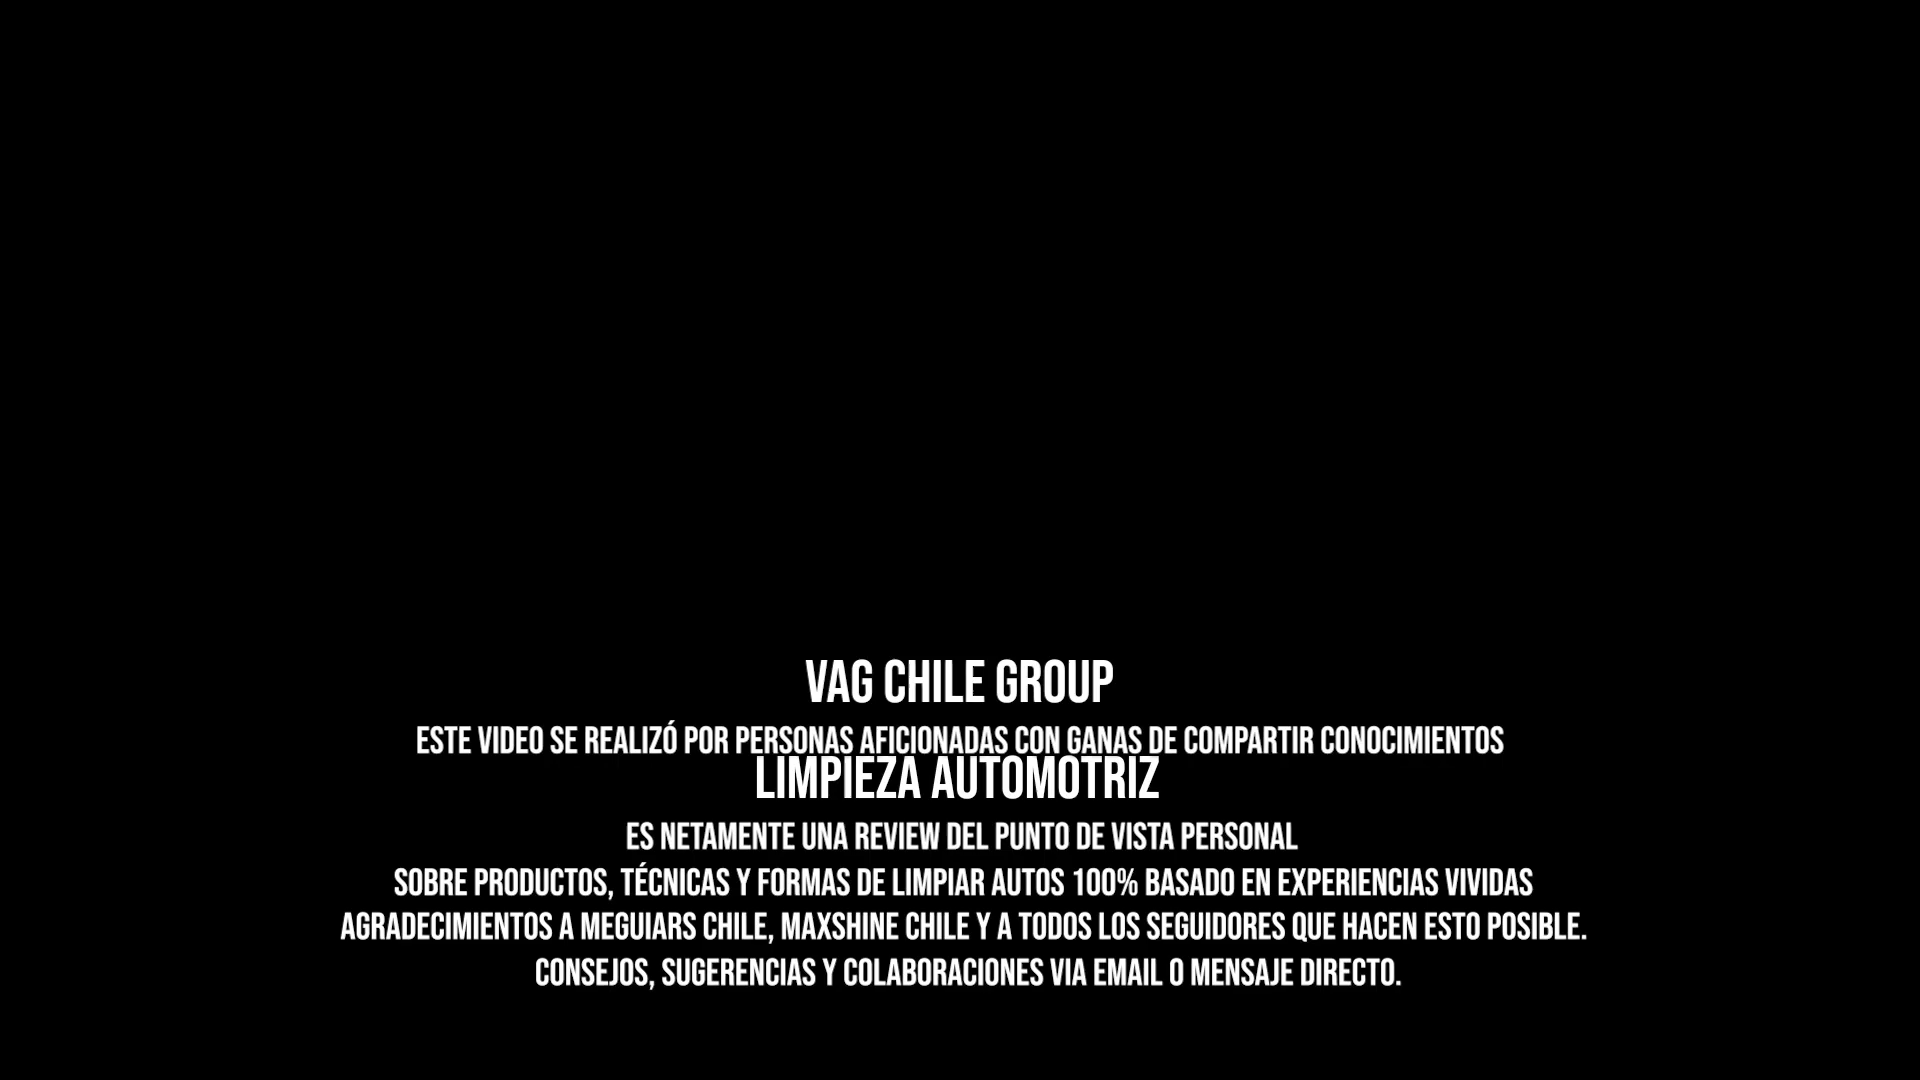 VAG CHILE GROUP
ESTE VIDEO SE REALIZÓ POR PERSONAS AFICIONADAS CON GANAS DE COMPARTIR CONOCIMIENTOS
LIMPIEZA AUTOMOTRIZ
ES NETAMENTE UNA REVIEW DEL PUNTO DE VISTA PERSONAL
SOBRE PRODUCTOS, TÉCNICAS Y FORMAS DE LIMPIAR AUTOS 100% BASADO EN EXPERIENCIAS VIVIDAS
AGRADECIMIENTOS A MEGUIARS CHILE, MAXSHINE CHILE Y A TODOS LOS SEGUIDORES QUE HACEN ESTO POSIBLE.
CONSEJOS, SUGERENCIAS Y COLABORACIONES VIA EMAIL O MENSAJE DIRECTO.